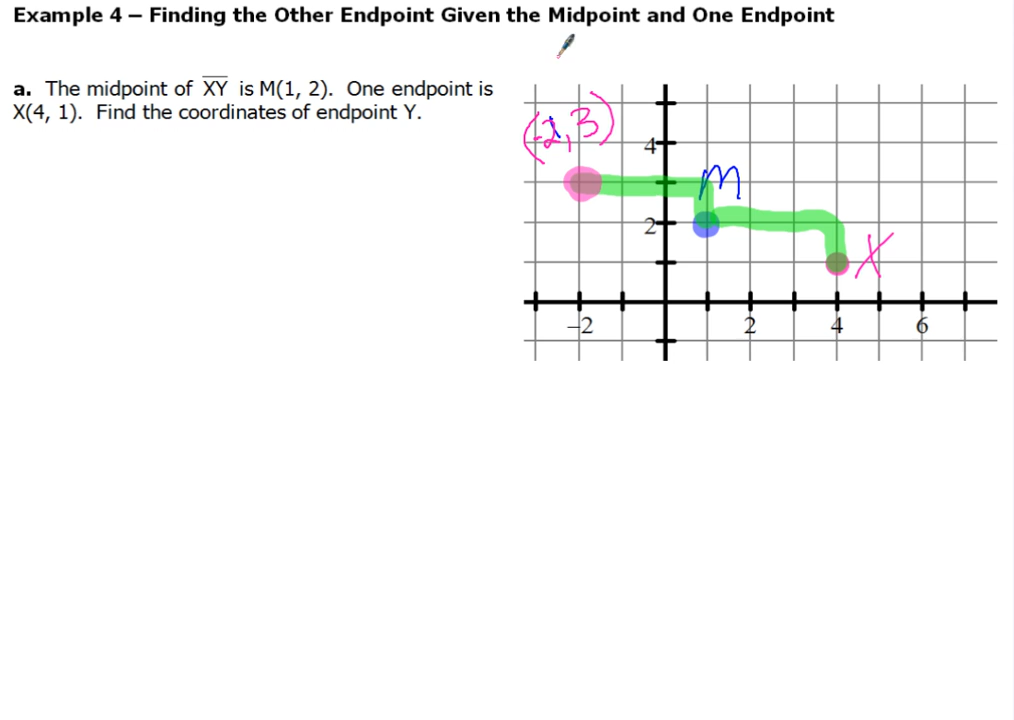 Example 4 – Finding the Other Endpoint Given the Midpoint and One Endpoint
a. The midpoint of X̅Y̅ is M(1, 2). One endpoint is
X(4, 1). Find the coordinates of endpoint Y.
(-2,3)
4
M
2
X
–2 2 4 6